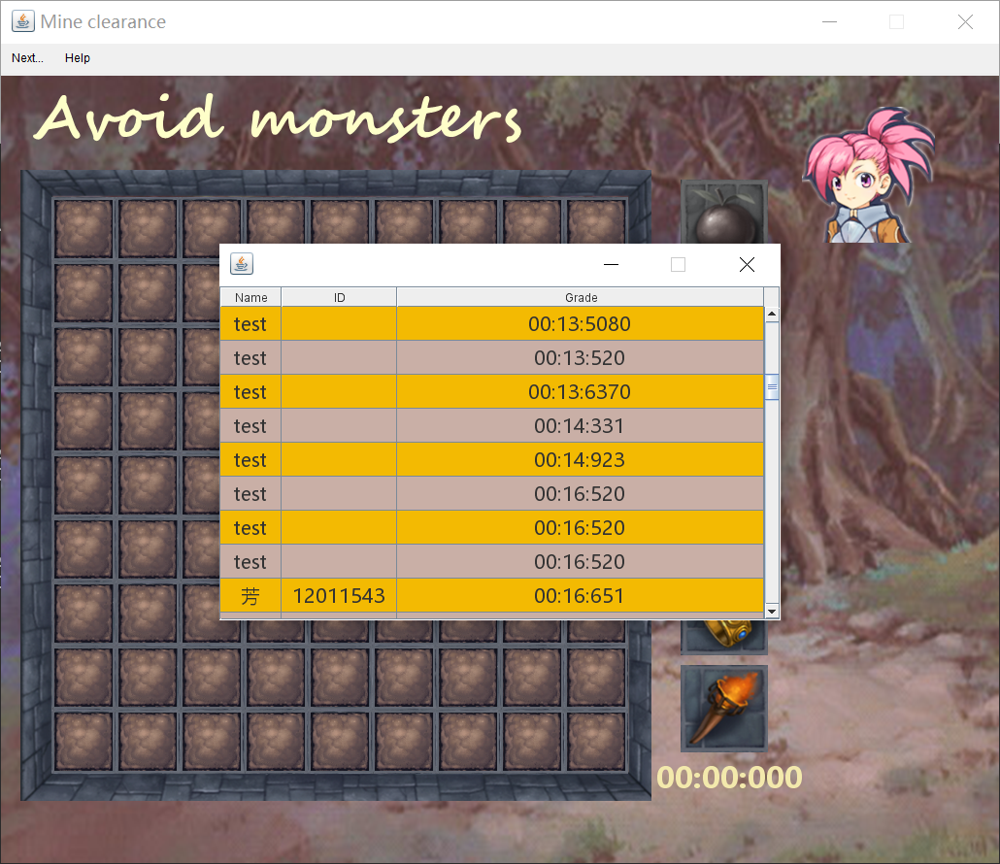 Mine clearance
Next... Help
Avoid monsters
Name ID Grade
test 00:13:5080
test 00:13:520
test 00:13:6370
test 00:14:331
test 00:14:923
test 00:16:520
test 00:16:520
test 00:16:520
芳 12011543 00:16:651
00:00:000